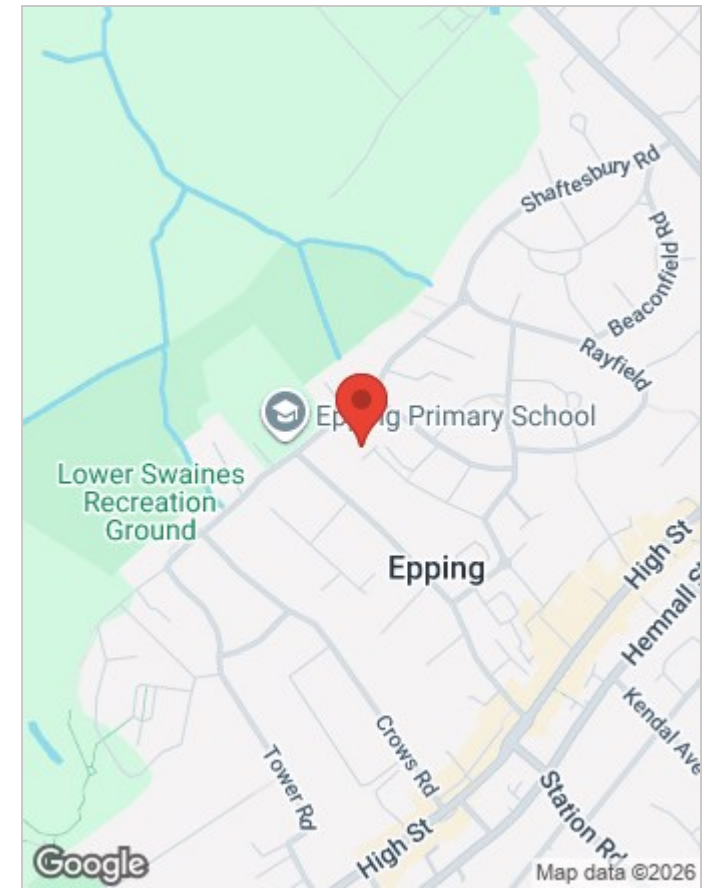 Shaftesbury Rd
Beaconfield Rd
Rayfield
Epping Primary School
Lower Swaines
Recreation
Ground
Epping
High St
Hemnall
Kendal Ave
Crows Rd
Tower Rd
Station Rd
High St
Google
Map data ©2026